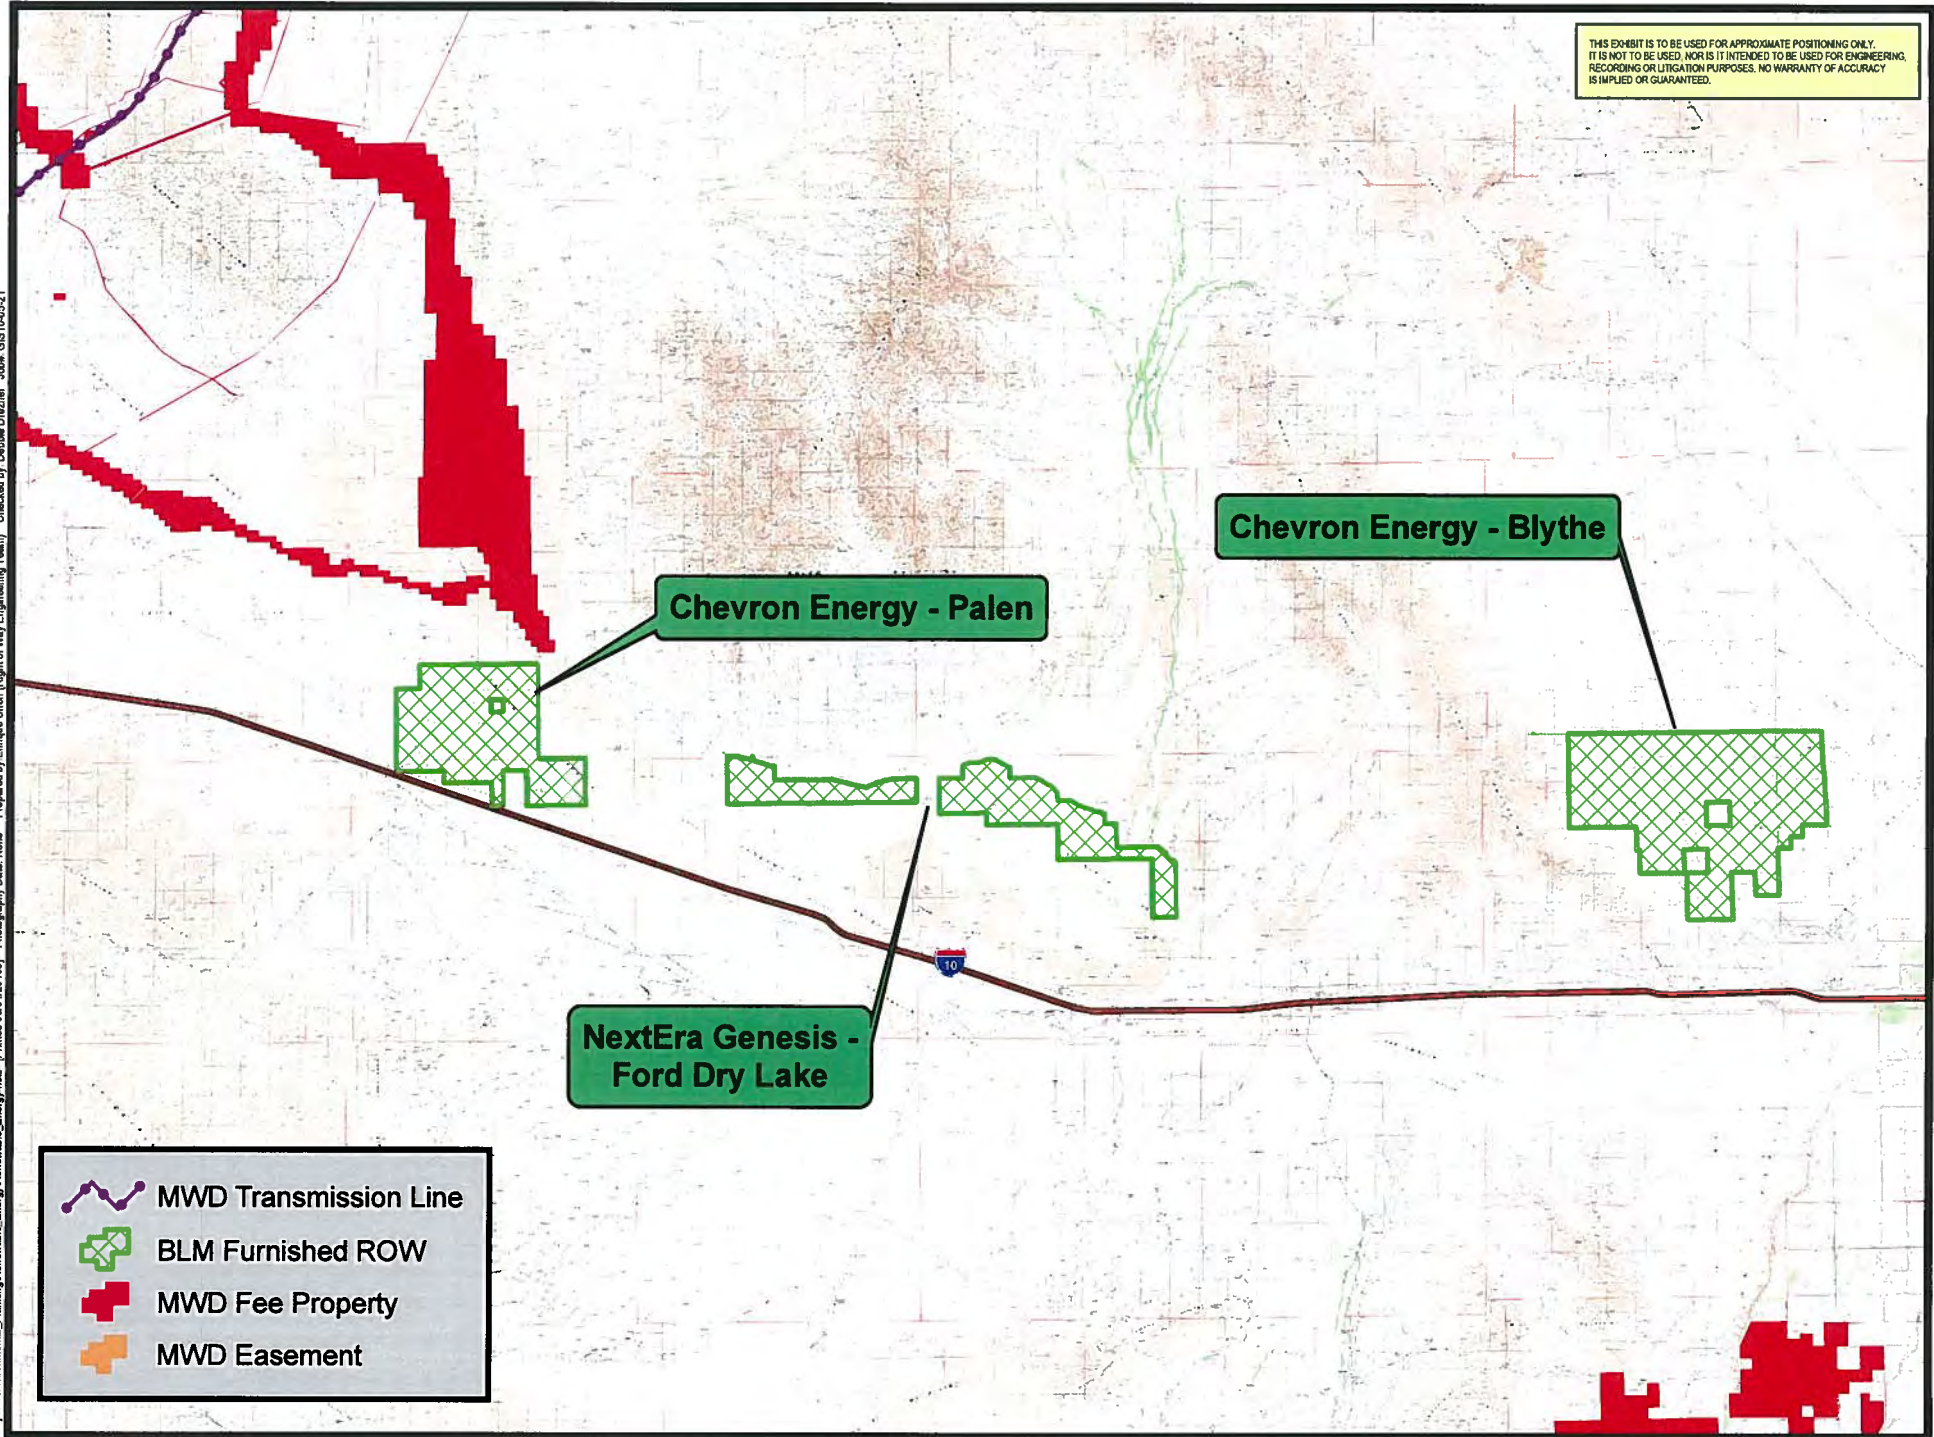 THIS EXHIBIT IS TO BE USED FOR APPROXIMATE POSITIONING ONLY.
IT IS NOT TO BE USED, NOR IS IT INTENDED TO BE USED FOR ENGINEERING,
RECORDING OR LITIGATION PURPOSES. NO WARRANTY OF ACCURACY
IS IMPLIED OR GUARANTEED.
Chevron Energy - Blythe
Chevron Energy - Palen
10
NextEra Genesis -
Ford Dry Lake
MWD Transmission Line
BLM Furnished ROW
MWD Fee Property
MWD Easement